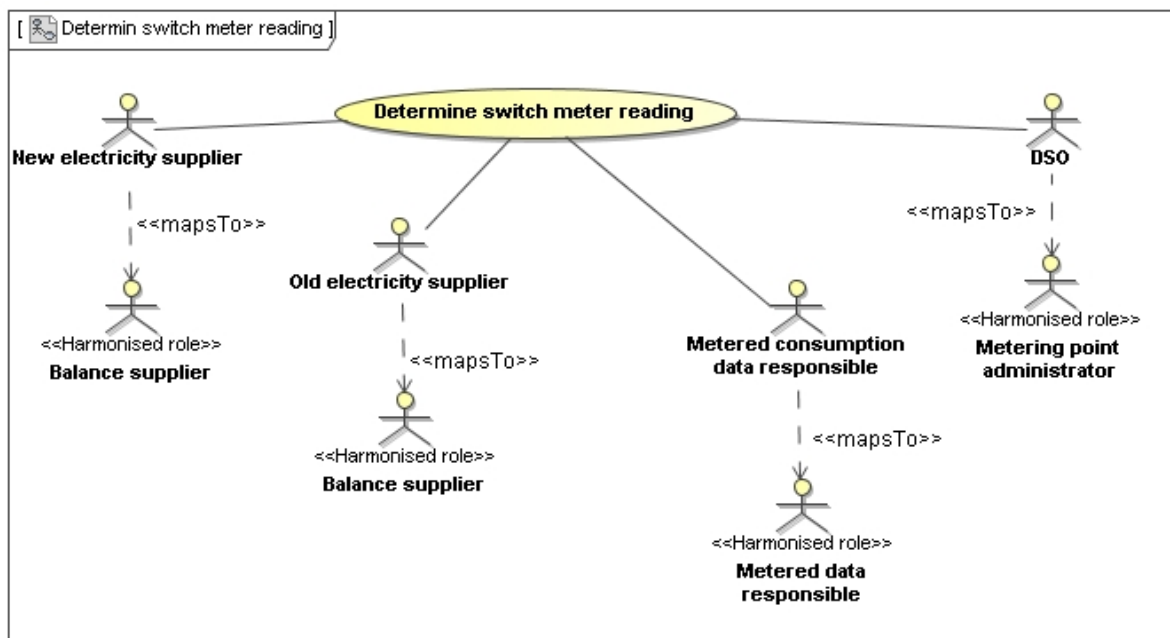 [ Determin switch meter reading ]
Determine switch meter reading
New electricity supplier
DSO
<<mapsTo>>
<<mapsTo>>
Old electricity supplier
<<Harmonised role>>
Balance supplier
<<mapsTo>>
Metered consumption
data responsible
<<Harmonised role>>
Metering point
administrator
<<Harmonised role>>
Balance supplier
<<mapsTo>>
<<Harmonised role>>
Metered data
responsible